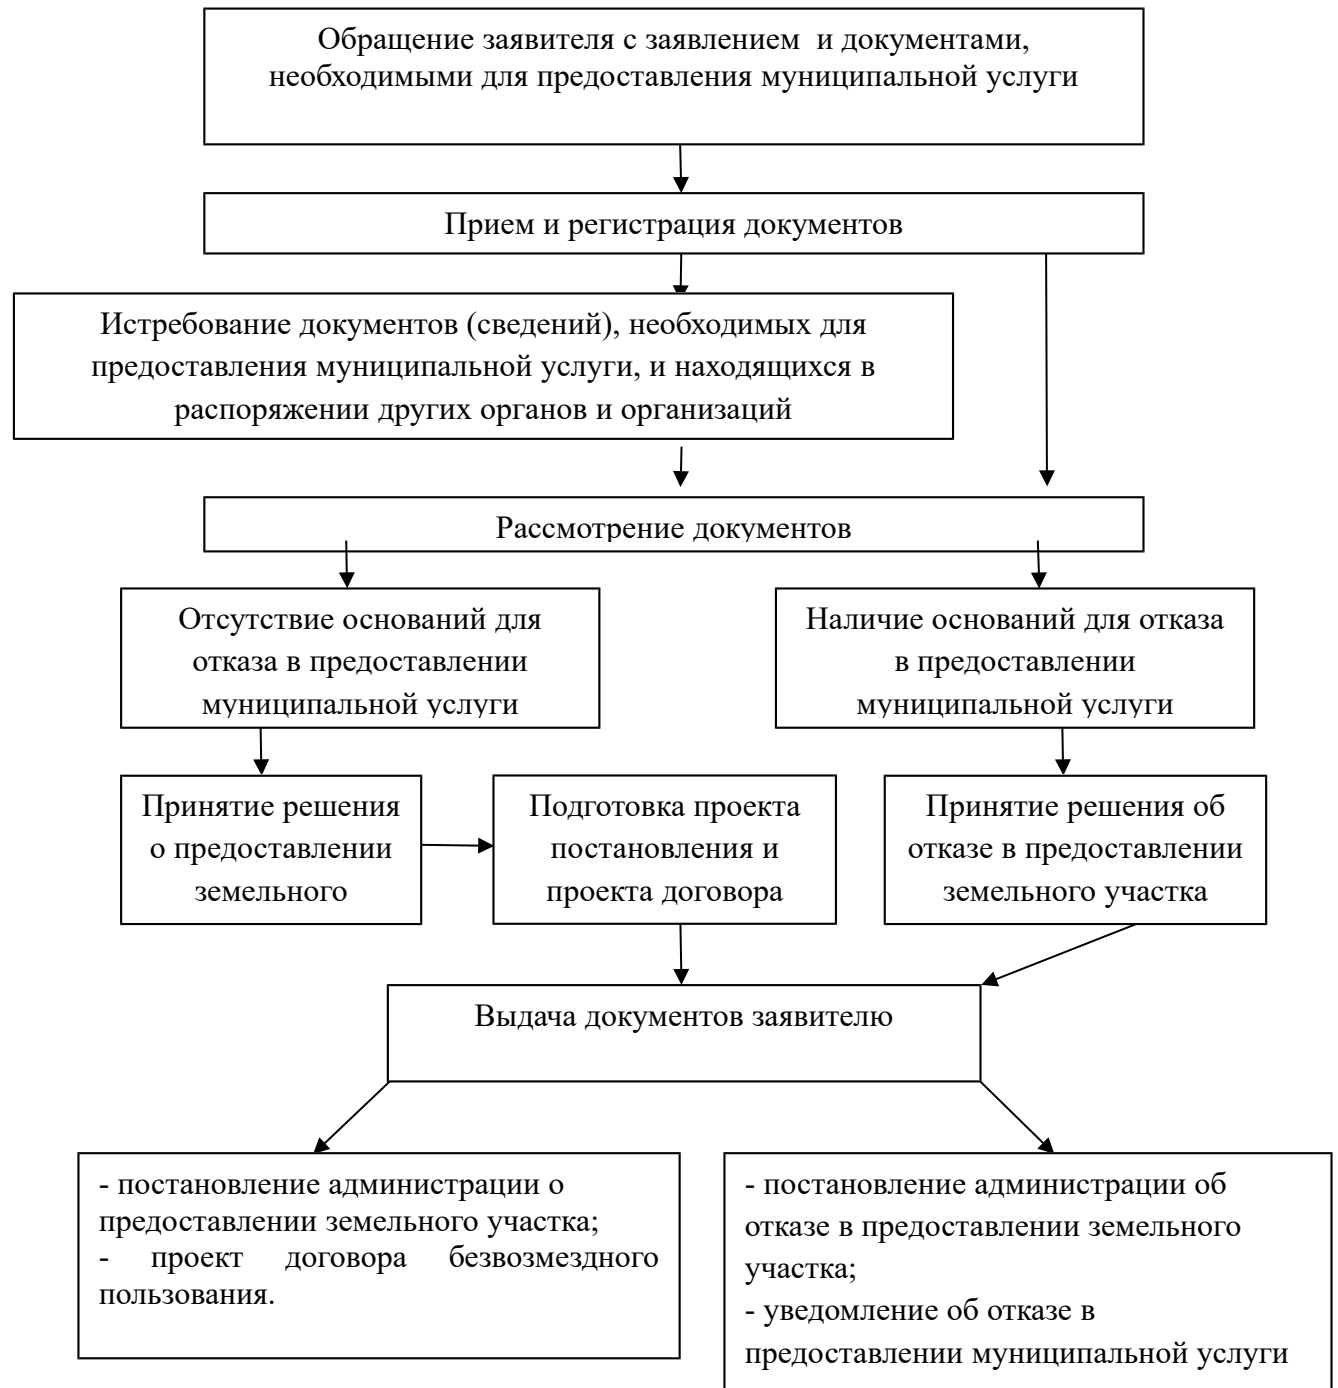 Обращение заявителя с заявлением  и документами,
необходимыми для предоставления муниципальной услуги
Прием и регистрация документов
Истребование документов (сведений), необходимых для
предоставления муниципальной услуги, и находящихся в
распоряжении других органов и организаций
Рассмотрение документов
Отсутствие оснований для
отказа в предоставлении
муниципальной услуги
Наличие оснований для отказа
в предоставлении
муниципальной услуги
Принятие решения
о предоставлении
земельного
Подготовка проекта
постановления и
проекта договора
Принятие решения об
отказе в предоставлении
земельного участка
Выдача документов заявителю
- постановление администрации о
предоставлении земельного участка;
- проект договора безвозмездного
пользования.
- постановление администрации об
отказе в предоставлении земельного
участка;
- уведомление об отказе в
предоставлении муниципальной услуги